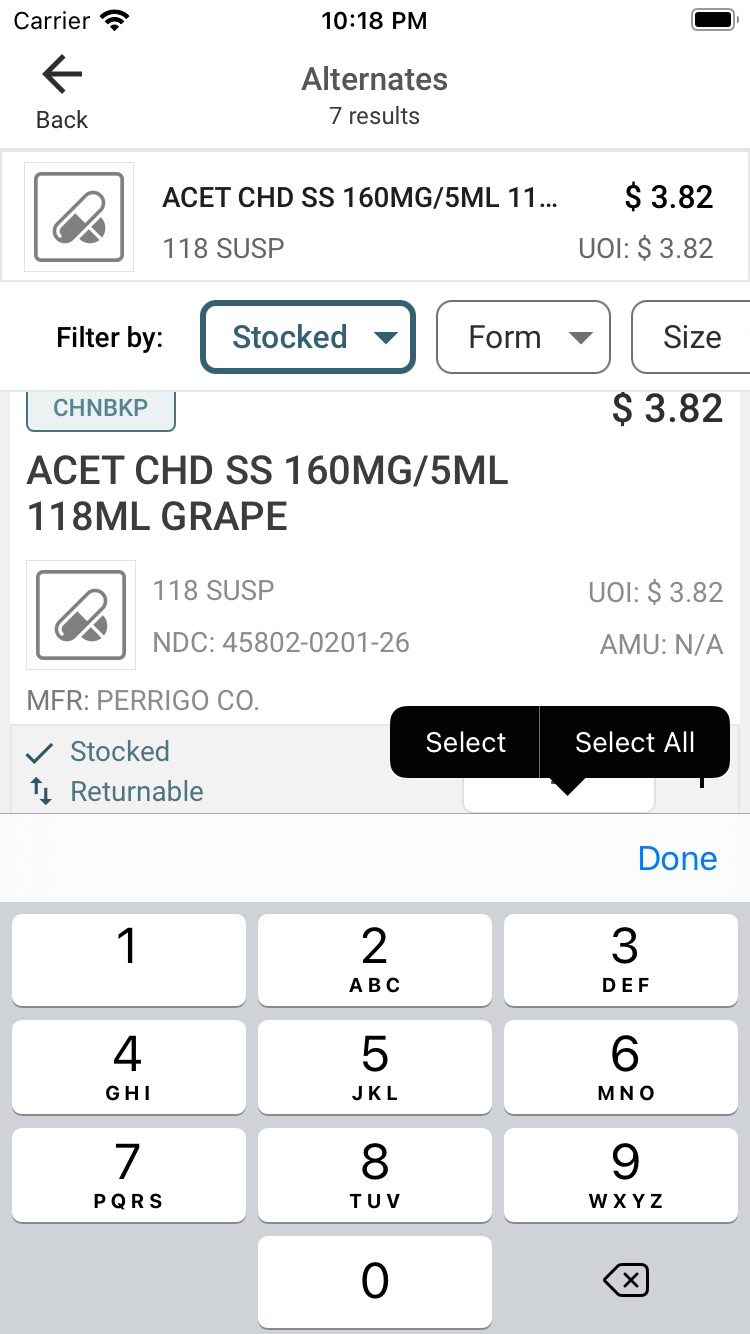 Carrier 10:18 PM
Back
Alternates
7 results
ACET CHD SS 160MG/5ML 11... $ 3.82
118 SUSP UOI: $ 3.82
Filter by: Stocked Form Size
CHNBKP $ 3.82
ACET CHD SS 160MG/5ML
118ML GRAPE
118 SUSP UOI: $ 3.82
NDC: 45802-0201-26 AMU: N/A
MFR: PERRIGO CO.
Select Select All
Stocked
Returnable
Done
1 2 3
ABC DEF
4 5 6
GHI JKL MNO
7 8 9
PQRS TUV WXYZ
0